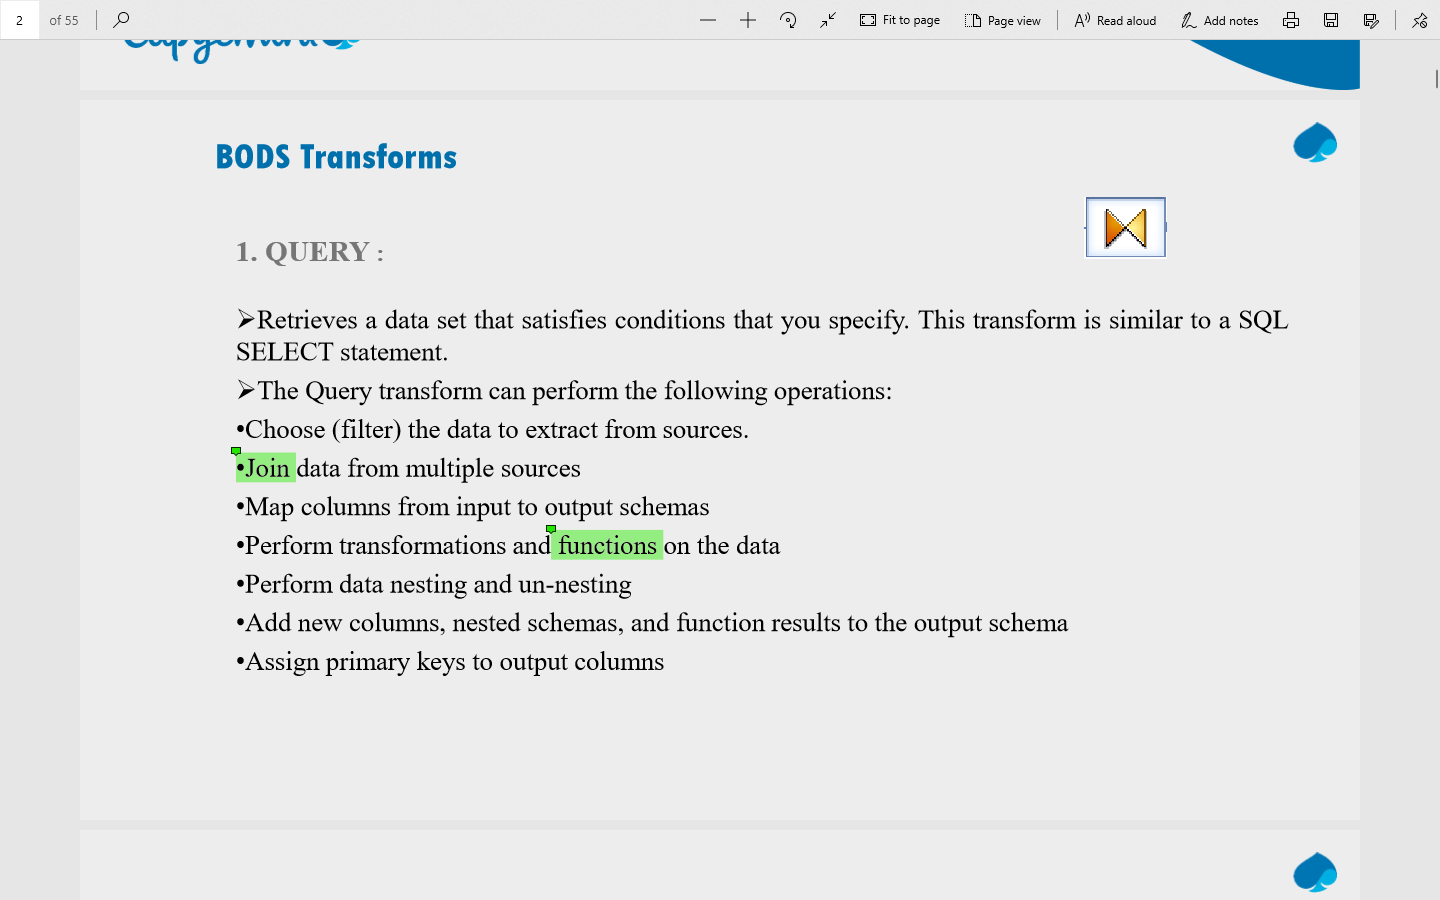 2 of 55 Fit to page Page view Read aloud Add notes
Capgemini
BODS Transforms
1. QUERY :
➢Retrieves a data set that satisfies conditions that you specify. This transform is similar to a SQL
SELECT statement.
➢The Query transform can perform the following operations:
•Choose (filter) the data to extract from sources.
•Join data from multiple sources
•Map columns from input to output schemas
•Perform transformations and functions on the data
•Perform data nesting and un-nesting
•Add new columns, nested schemas, and function results to the output schema
•Assign primary keys to output columns